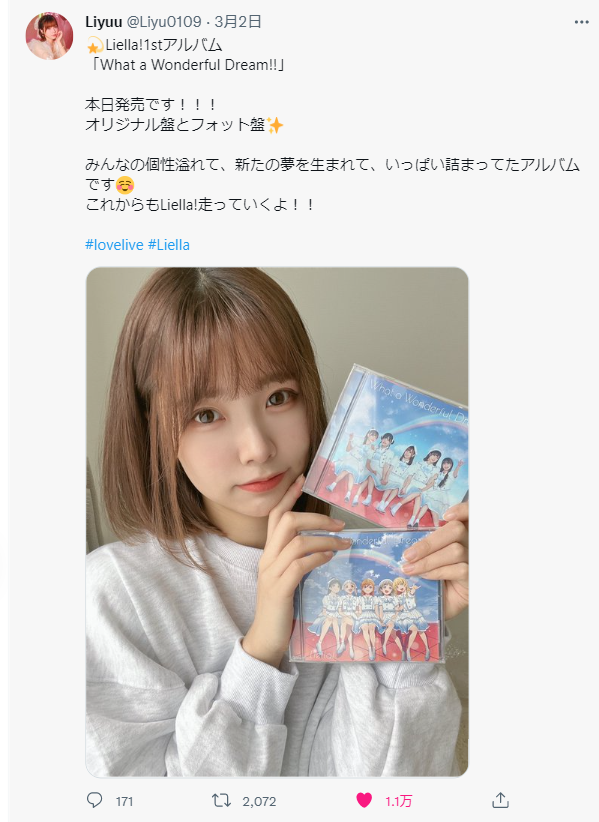 Liyuu @Liyu0109 · 3月2日
💫Liella!1stアルバム
「What a Wonderful Dream!!」
本日発売です！！！
オリジナル盤とフォット盤✨
みんなの個性溢れて、新たの夢を生まれて、いっぱい詰まってたアルバム
です☺️
これからもLiella!走っていくよ！！
#lovelive #Liella
What a Wonderful Dr
Wonderful Drea
171 2,072 1.1万